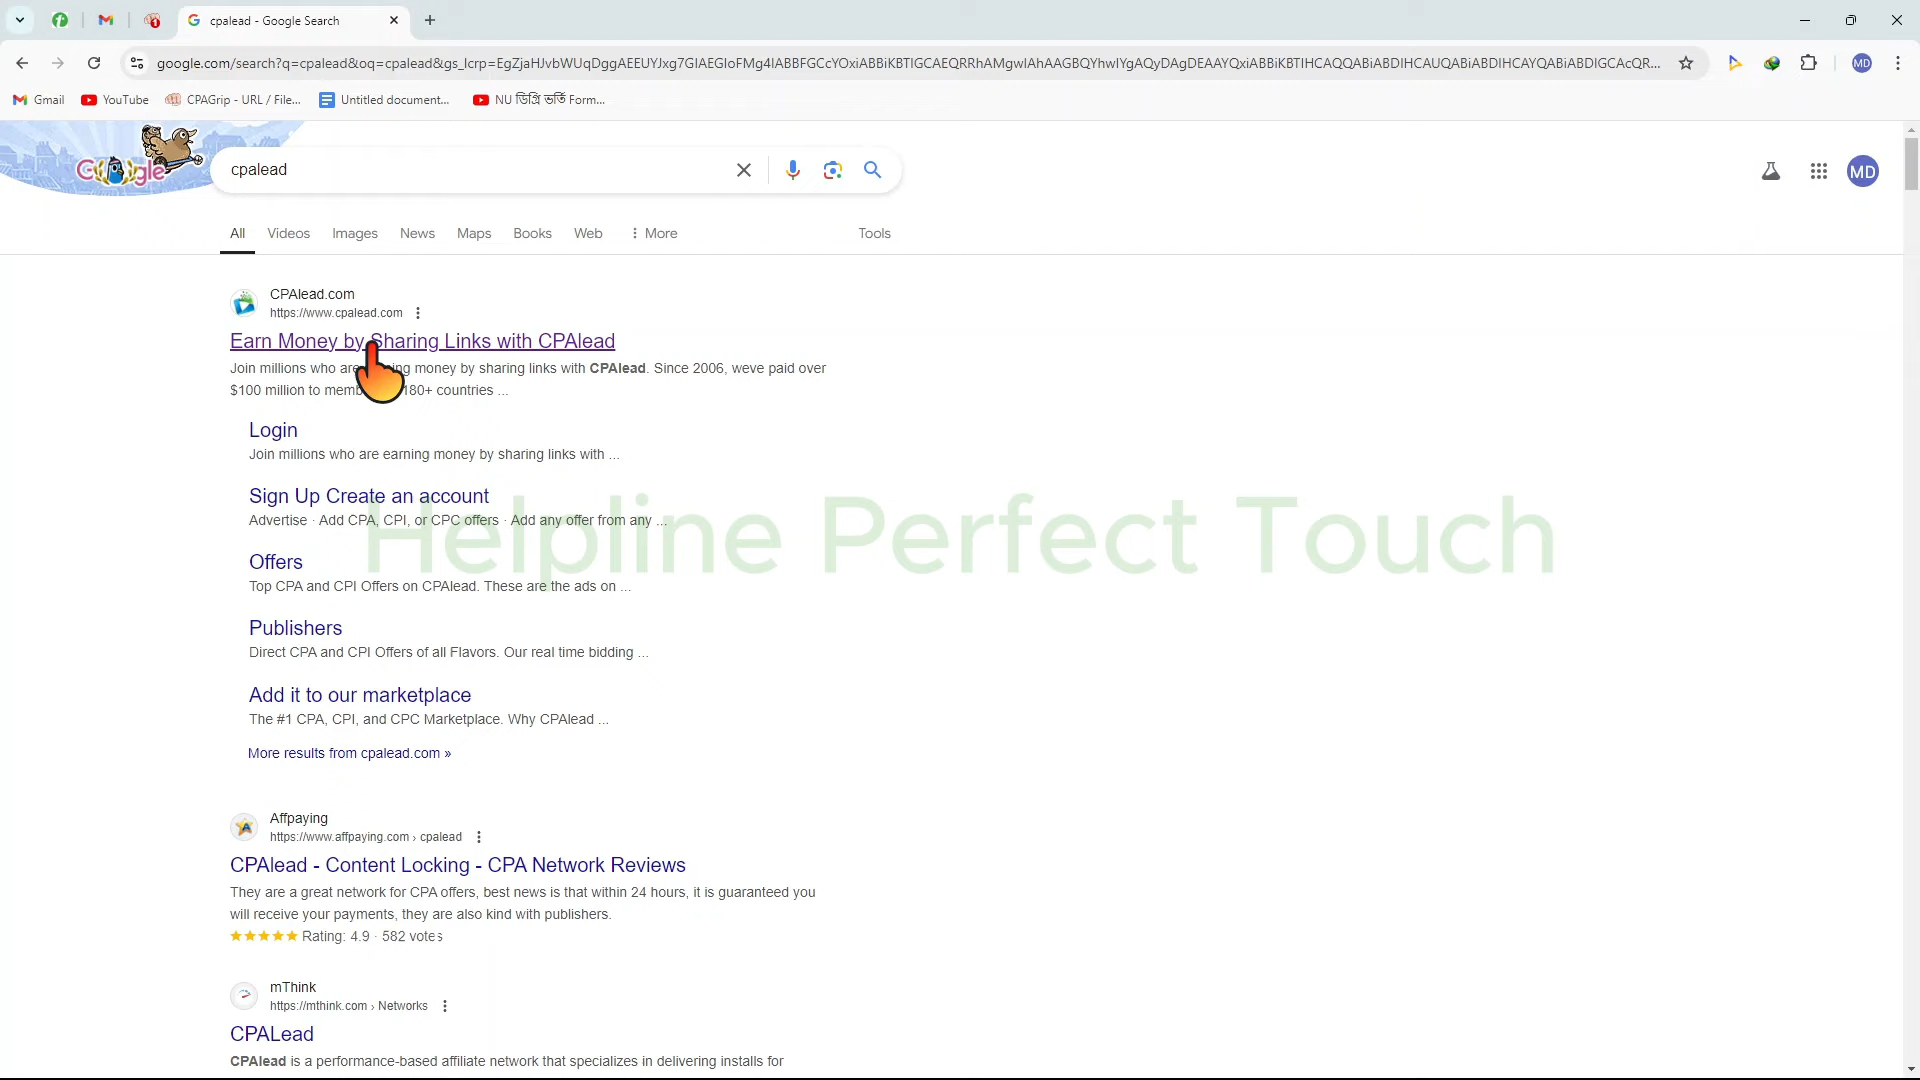 cpalead - Google Search
google.com/search?q=cpalead&oq=cpalead&gs_lcrp=
Gmail
YouTube
CPAGrip - URL / File...
Untitled document...
NU ডিগ্রি ভর্তি Form...
MD
Google
cpalead
MD
All
Videos
Images
News
Maps
Books
Web
More
Tools
CPAlead.com
https://www.cpalead.com
Earn Money by Sharing Links with CPAlead
Join millions who are ing money by sharing links with CPAlead. Since 2006, weve paid over
$100 million to memb 180+ countries ...
Login
Join millions who are earning money by sharing links with ...
Sign Up Create an account
Advertise · Add CPA, CPI, or CPC offers · Add any offer from any ...
Helpline Perfect Touch
Offers
Top CPA and CPI Offers on CPAlead. These are the ads on ...
Publishers
Direct CPA and CPI Offers of all Flavors. Our real time bidding ...
Add it to our marketplace
The #1 CPA, CPI, and CPC Marketplace. Why CPAlead ...
More results from cpalead.com »
Affpaying
https://www.affpaying.com › cpalead
CPAlead - Content Locking - CPA Network Reviews
They are a great network for CPA offers, best news is that within 24 hours, it is guaranteed you
will receive your payments, they are also kind with publishers.
Rating: 4.9 · 582 votes
mThink
https://mthink.com › Networks
CPALead
CPAlead is a performance-based affiliate network that specializes in delivering installs for